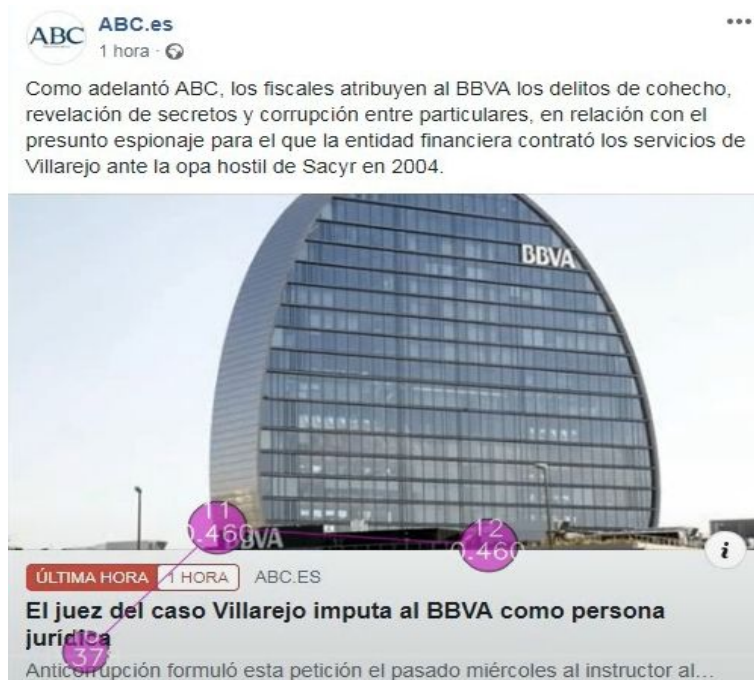 ABC
ABC.es
1 hora ·
Como adelantó ABC, los fiscales atribuyen al BBVA los delitos de cohecho,
revelación de secretos y corrupción entre particulares, en relación con el
presunto espionaje para el que la entidad financiera contrató los servicios de
Villarejo ante la opa hostil de Sacyr en 2004.
BBVA
11
0.460
BVA
12
0.460
i
ÚLTIMA HORA 1 HORA ABC.ES
El juez del caso Villarejo imputa al BBVA como persona
jurídica
Anticorrupción formuló esta petición el pasado miércoles al instructor al...